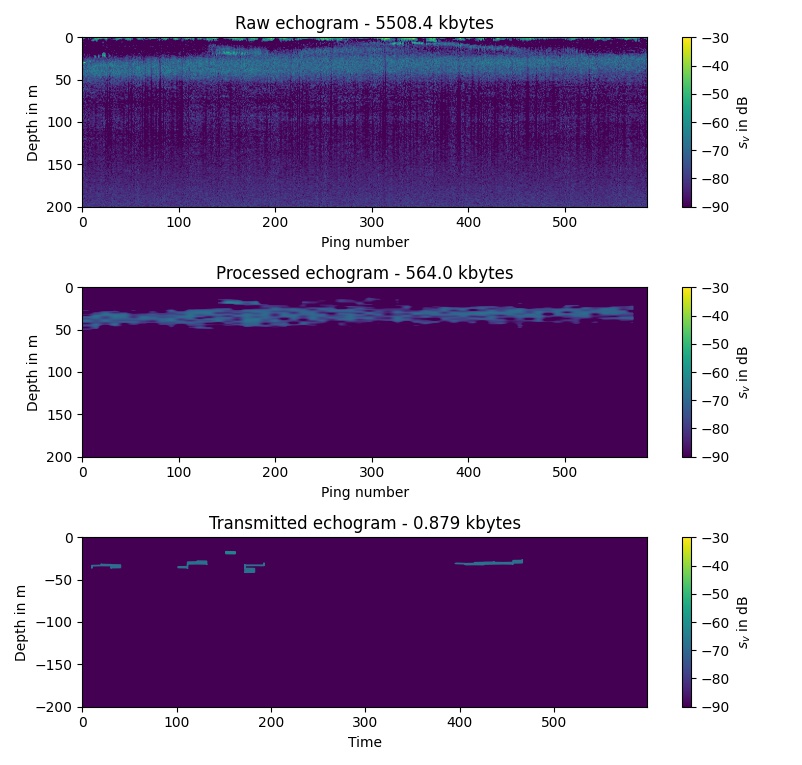 Raw echogram - 5508.4 kbytes
0
50
100
150
200
Depth in m
0 100 200 300 400 500
Ping number
−30
−40
−50
−60
−70
−80
−90
sv in dB
Processed echogram - 564.0 kbytes
0
50
100
150
200
Depth in m
0 100 200 300 400 500
Ping number
−30
−40
−50
−60
−70
−80
−90
sv in dB
Transmitted echogram - 0.879 kbytes
0
−50
−100
−150
−200
Depth in m
0 100 200 300 400 500
Time
−30
−40
−50
−60
−70
−80
−90
sv in dB